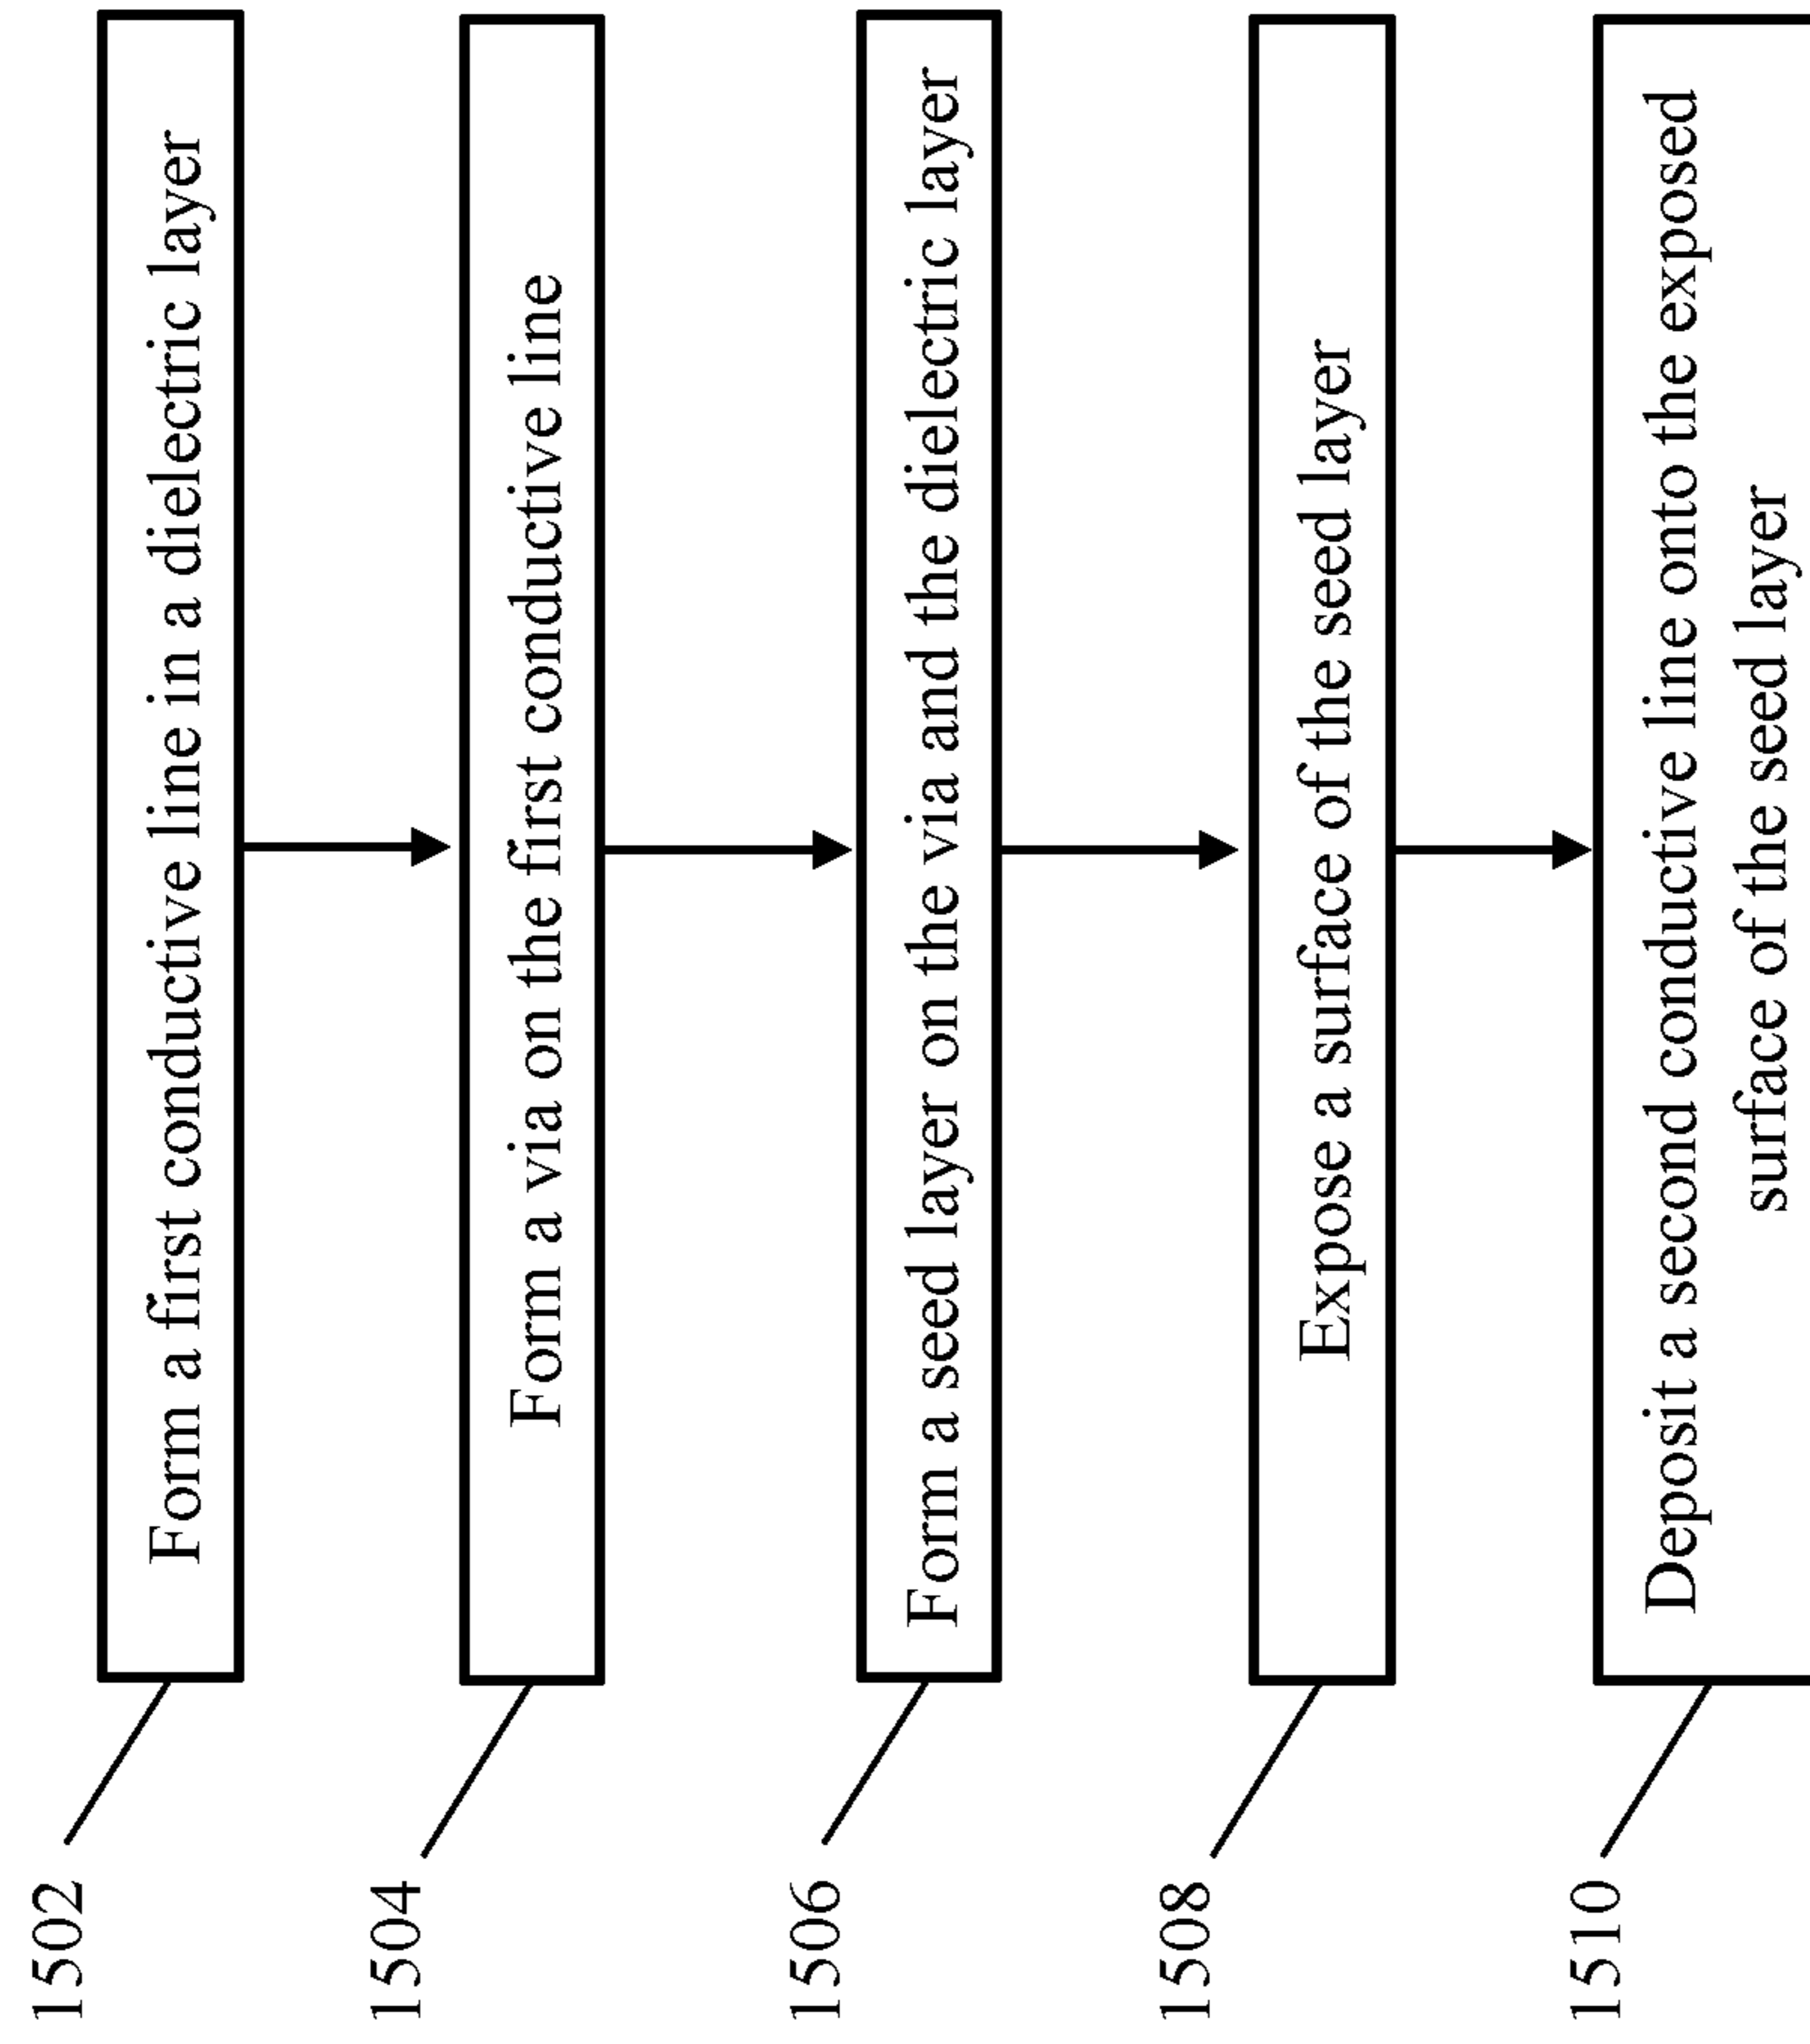 1502
Form a first conductive line in a dielectric layer
1504
Form a via on the first conductive line
1506
Form a seed layer on the via and the dielectric layer
1508
Expose a surface of the seed layer
1510
Deposit a second conductive line onto the exposed
surface of the seed layer